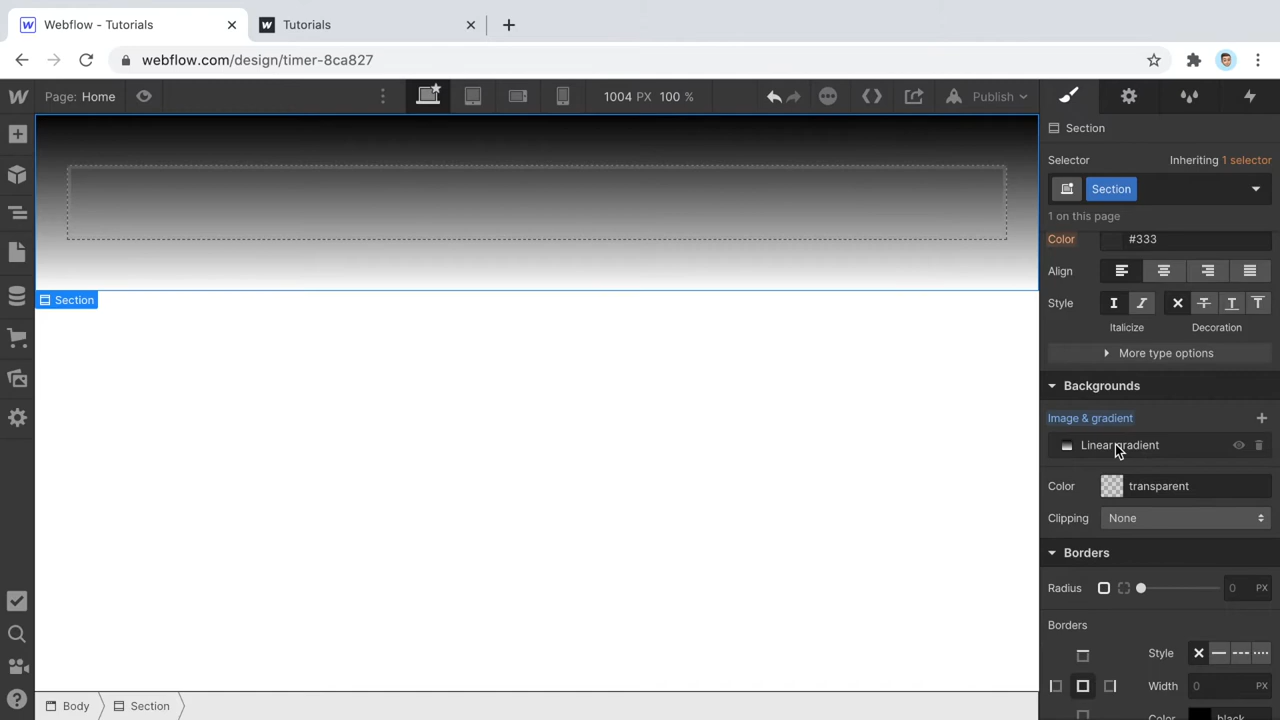 Webflow - Tutorials
Tutorials
webflow.com/design/timer-8ca827
Page: Home
1004 PX 100 %
Publish
Section
Selector
Inheriting 1 selector
Section
1 on this page
Color #333
Align
Style
Italicize Decoration
More type options
Backgrounds
Image & gradient
Linear gradient
Color transparent
Clipping None
Borders
Radius 0 PX
Borders
Style
Width 0 PX
Color black
Section
Body Section